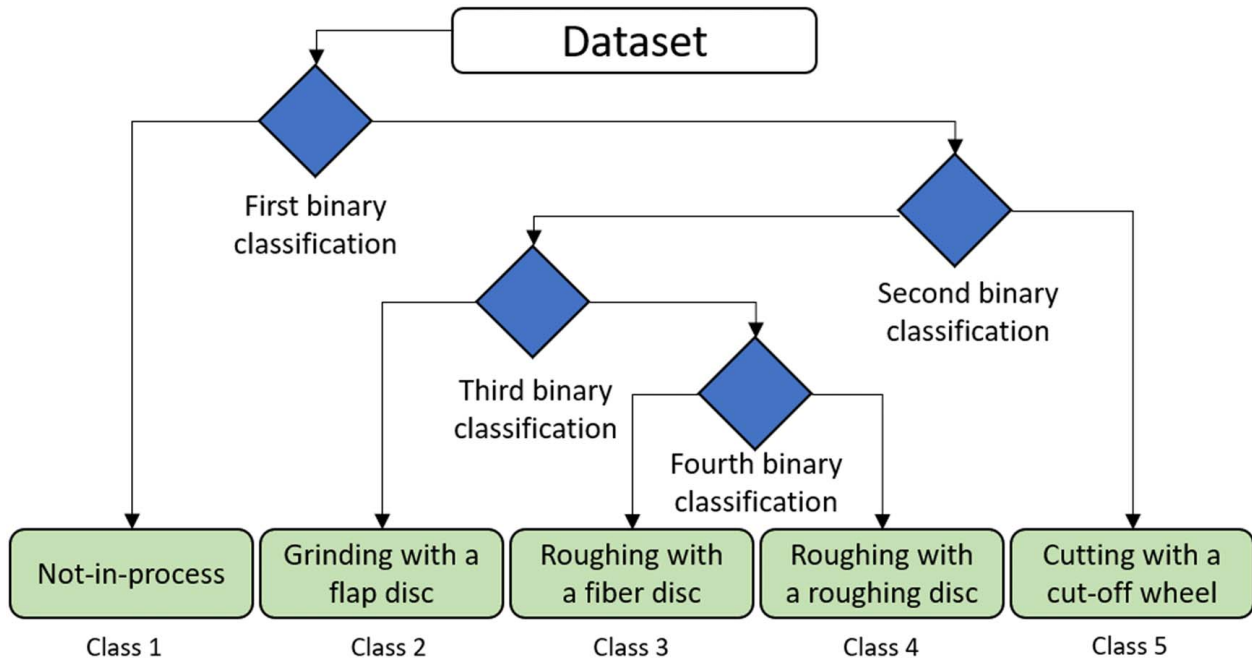 Dataset
First binary
classification
Second binary
classification
Third binary
classification
Fourth binary
classification
Not-in-process
Grinding with a
flap disc
Roughing with
a fiber disc
Roughing with
a roughing disc
Cutting with a
cut-off wheel
Class 1
Class 2
Class 3
Class 4
Class 5